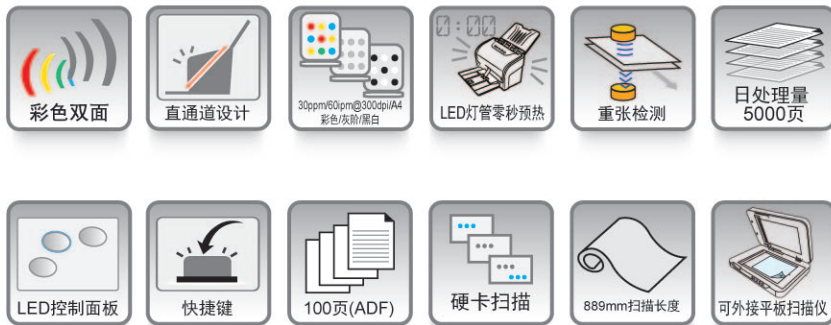 彩色双面
直通道设计
30ppm/60ipm@300dpi/A4
彩色/灰阶/黑白
0:00
LED灯管零秒预热
重张检测
日处理量
5000页
LED控制面板
快捷键
100页(ADF)
硬卡扫描
889mm扫描长度
可外接平板扫描仪